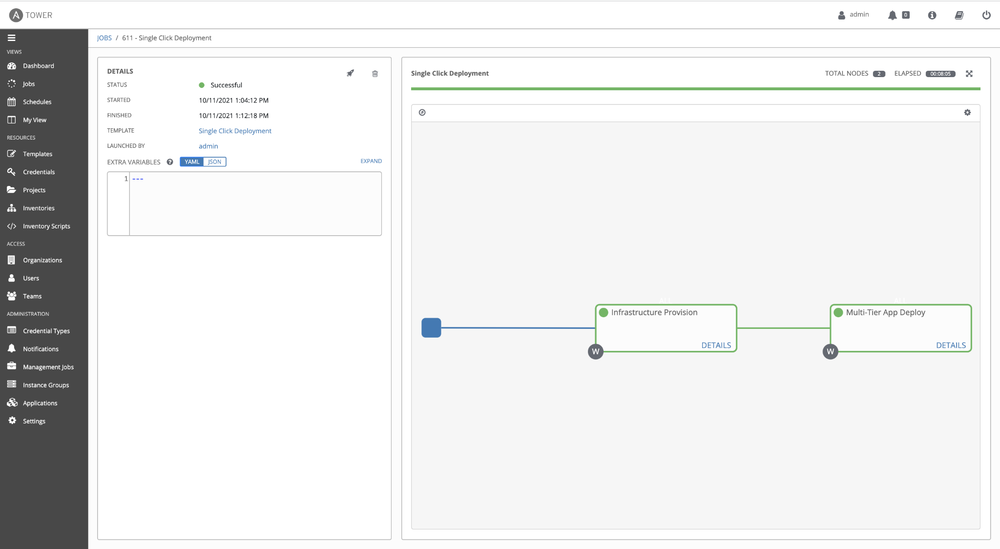 A TOWER
admin
0
JOBS / 611 - Single Click Deployment
VIEWS
Dashboard
Jobs
Schedules
My View
RESOURCES
Templates
Credentials
Projects
Inventories
Inventory Scripts
ACCESS
Organizations
Users
Teams
ADMINISTRATION
Credential Types
Notifications
Management Jobs
Instance Groups
Applications
Settings
DETAILS
STATUS Successful
STARTED 10/11/2021 1:04:12 PM
FINISHED 10/11/2021 1:12:18 PM
TEMPLATE Single Click Deployment
LAUNCHED BY admin
EXTRA VARIABLES ? YAML JSON EXPAND
1 ---
Single Click Deployment TOTAL NODES 2 ELAPSED 00:08:05
ALL
Infrastructure Provision
DETAILS
W
ALL
Multi-Tier App Deploy
DETAILS
W